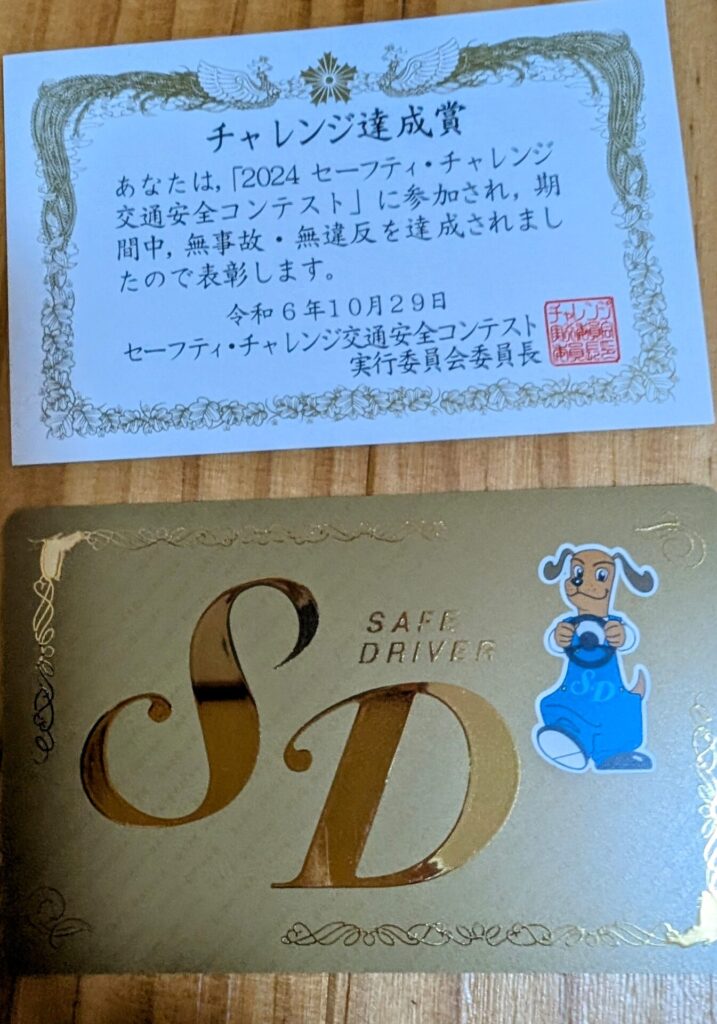 チャレンジ達成賞
あなたは,「2024 セーフティ・チャレンジ
交通安全コンテスト」に参加され, 期
間中, 無事故・無違反を達成されまし
たので表彰します。
令和6年10月29日
セーフティ・チャレンジ交通安全コンテスト
実行委員会委員長
チャレンジ
SD
SAFE
DRIVER
SD